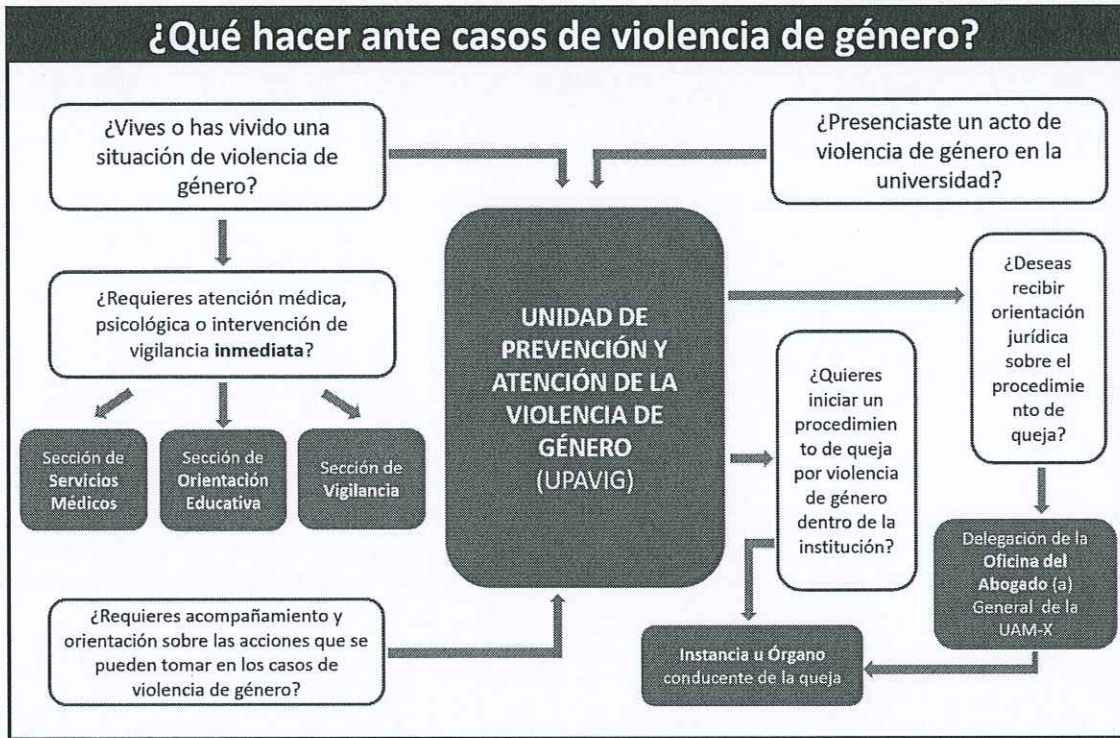 ¿Qué hacer ante casos de violencia de género?
¿Vives o has vivido una
situación de violencia de
género?
¿Presenciaste un acto de
violencia de género en la
universidad?
¿Requieres atención médica,
psicológica o intervención de
vigilancia inmediata?
Sección de
Servicios
Médicos
Sección de
Orientación
Educativa
Sección de
Vigilancia
¿Requieres acompañamiento y
orientación sobre las acciones que se
pueden tomar en los casos de
violencia de género?
UNIDAD DE
PREVENCIÓN Y
ATENCIÓN DE LA
VIOLENCIA DE
GÉNERO
(UPAVIG)
¿Quieres
iniciar un
procedimien
to de queja
por violencia
de género
dentro de la
institución?
¿Deseas
recibir
orientación
jurídica
sobre el
procedimie
nto de
queja?
Delegación de la
Oficina del
Abogado (a)
General de la
UAM-X
Instancia u Órgano
conducente de la queja